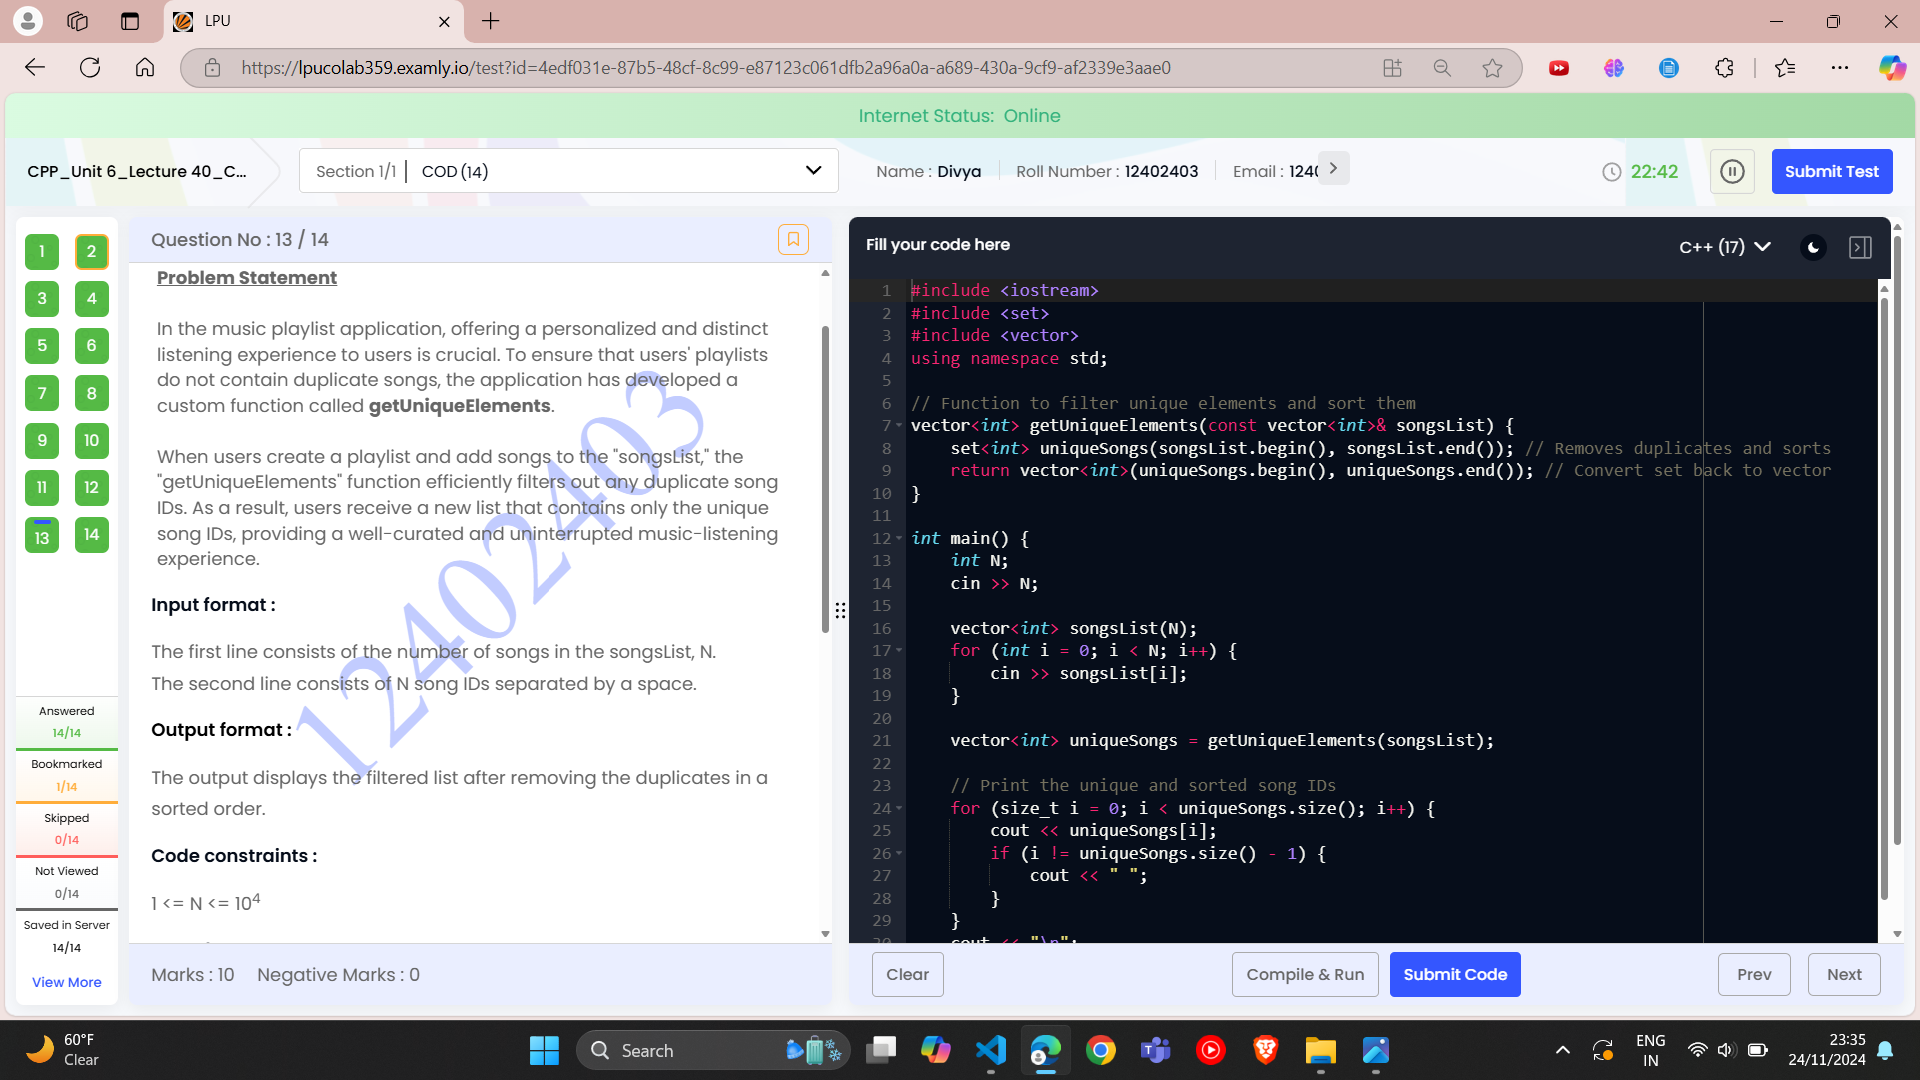 LPU
https://lpucolab359.examly.io/test?id=4edf031e-87b5-48cf-8c99-e87123c061dfb2a96a0a-a689-430a-9cf9-af2339e3aae0
Internet Status: Online
CPP_Unit 6_Lecture 40_C...
Section 1/1 | COD (14)
Name : Divya
Roll Number : 12402403
Email : 1240
22:42
Submit Test
1 2
3 4
5 6
7 8
9 10
11 12
13 14
Answered
14/14
Bookmarked
1/14
Skipped
0/14
Not Viewed
0/14
Saved in Server
14/14
View More
Question No : 13 / 14
Problem Statement
In the music playlist application, offering a personalized and distinct
listening experience to users is crucial. To ensure that users' playlists
do not contain duplicate songs, the application has developed a
custom function called getUniqueElements.
When users create a playlist and add songs to the "songsList," the
"getUniqueElements" function efficiently filters out any duplicate song
IDs. As a result, users receive a new list that contains only the unique
song IDs, providing a well-curated and uninterrupted music-listening
experience.
Input format :
The first line consists of the number of songs in the songsList, N.
The second line consists of N song IDs separated by a space.
Output format :
The output displays the filtered list after removing the duplicates in a
sorted order.
Code constraints :
1 <= N <= 10^4
12402403
Marks : 10 Negative Marks : 0
Fill your code here
C++ (17)
1 #include <iostream>
2 #include <set>
3 #include <vector>
4 using namespace std;
5
6 // Function to filter unique elements and sort them
7 vector<int> getUniqueElements(const vector<int>& songsList) {
8 set<int> uniqueSongs(songsList.begin(), songsList.end()); // Removes duplicates and sorts
9 return vector<int>(uniqueSongs.begin(), uniqueSongs.end()); // Convert set back to vector
10 }
11
12 int main() {
13 int N;
14 cin >> N;
15
16 vector<int> songsList(N);
17 for (int i = 0; i < N; i++) {
18 cin >> songsList[i];
19 }
20
21 vector<int> uniqueSongs = getUniqueElements(songsList);
22
23 // Print the unique and sorted song IDs
24 for (size_t i = 0; i < uniqueSongs.size(); i++) {
25 cout << uniqueSongs[i];
26 if (i != uniqueSongs.size() - 1) {
27 cout << " ";
28 }
29 }
30 cout << "\n";
Clear
Compile & Run
Submit Code
Prev
Next
60°F
Clear
Search
ENG
IN
23:35
24/11/2024